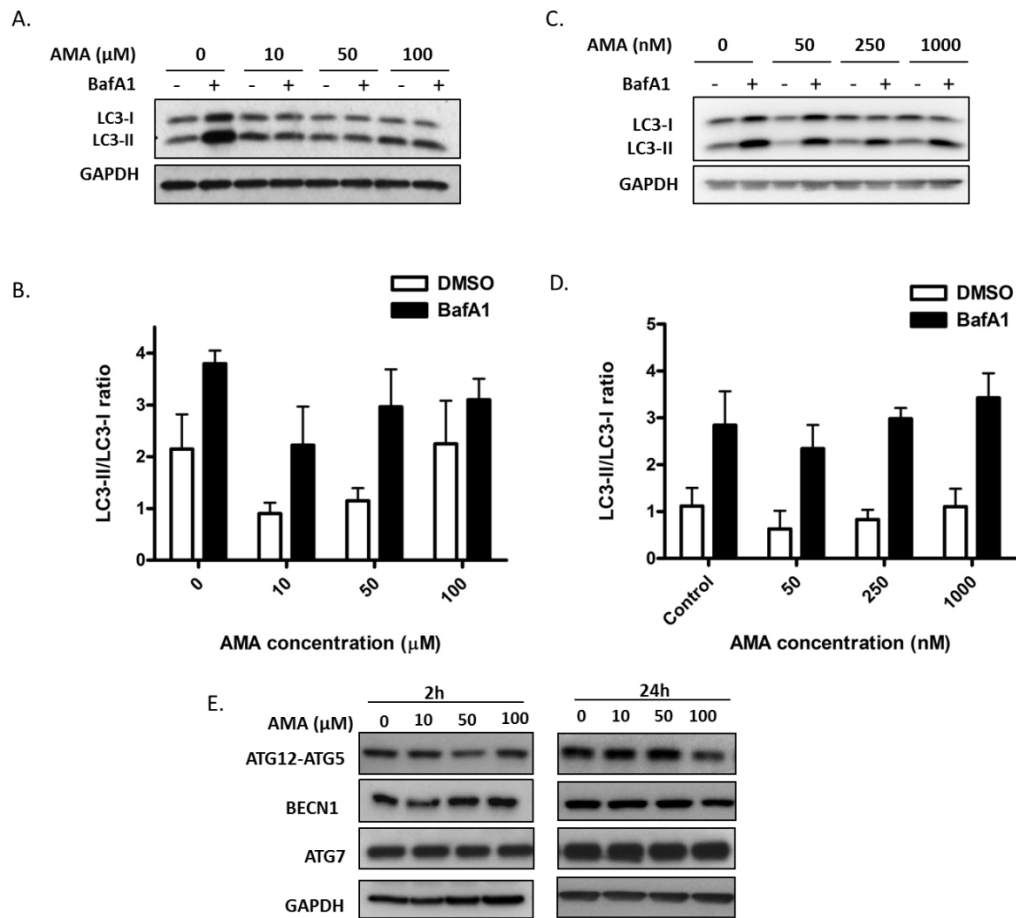 A.
AMA (μM) 0 10 50 100
BafA1 - + - + - + - +
LC3-I
LC3-II
GAPDH
C.
AMA (nM) 0 50 250 1000
BafA1 - + - + - + - +
LC3-I
LC3-II
GAPDH
B.
DMSO
BafA1
LC3-II/LC3-I ratio
4
3
2
1
0
0 10 50 100
AMA concentration (μM)
D.
DMSO
BafA1
LC3-II/LC3-I ratio
5
4
3
2
1
0
Control 50 250 1000
AMA concentration (nM)
E.
2h 24h
AMA (μM) 0 10 50 100 0 10 50 100
ATG12-ATG5
BECN1
ATG7
GAPDH